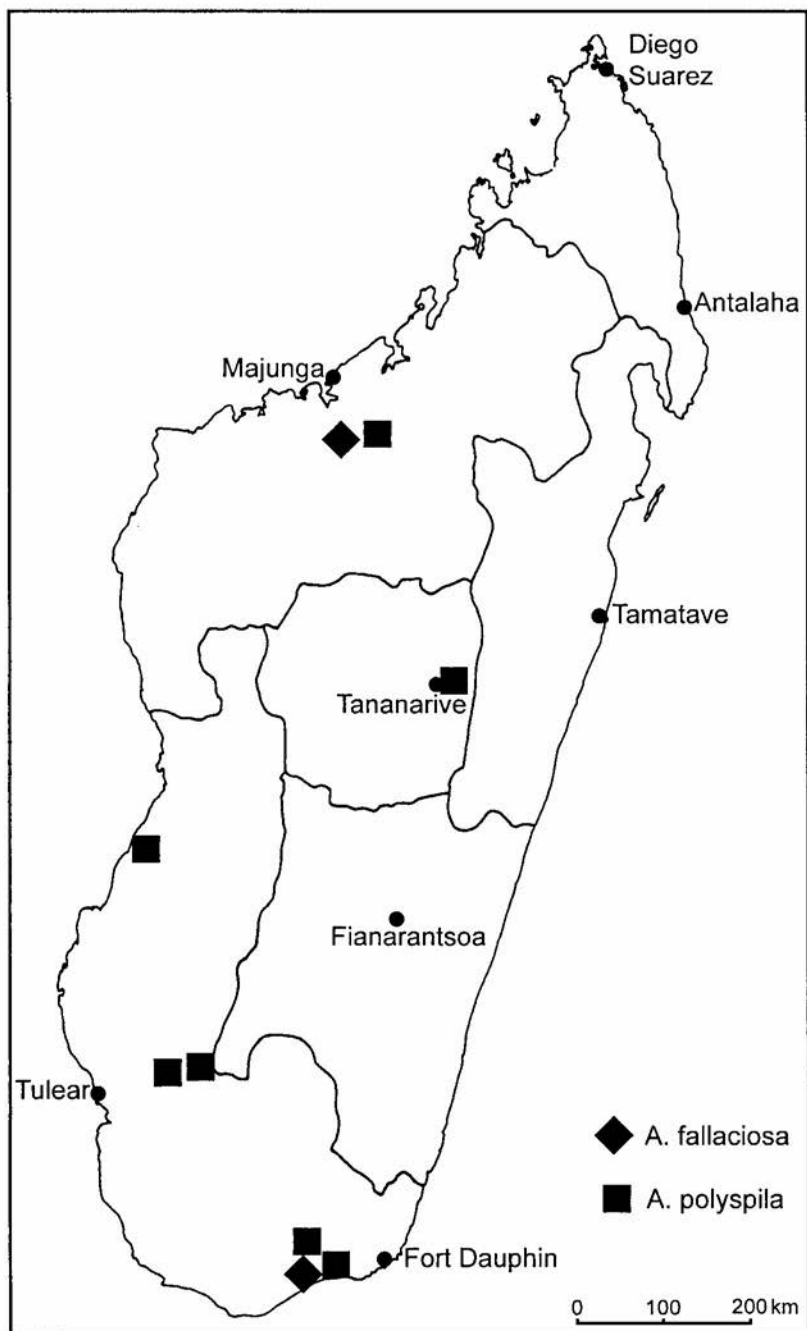 Diego
Suarez
Antalaha
Majunga
Tamatave
Tananarive
Fianarantsoa
Tulear
A. fallaciosa
A. polyspila
Fort Dauphin
0 100 200 km